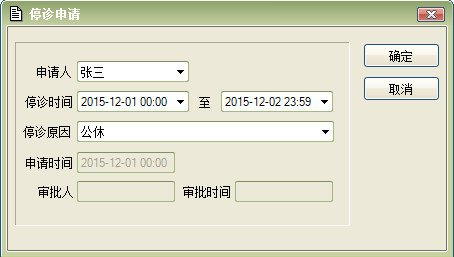 停诊申请
确定
取消
申请人 张三
停诊时间 2015-12-01 00:00 至 2015-12-02 23:59
停诊原因 公休
申请时间 2015-12-01 00:00
审批人 审批时间